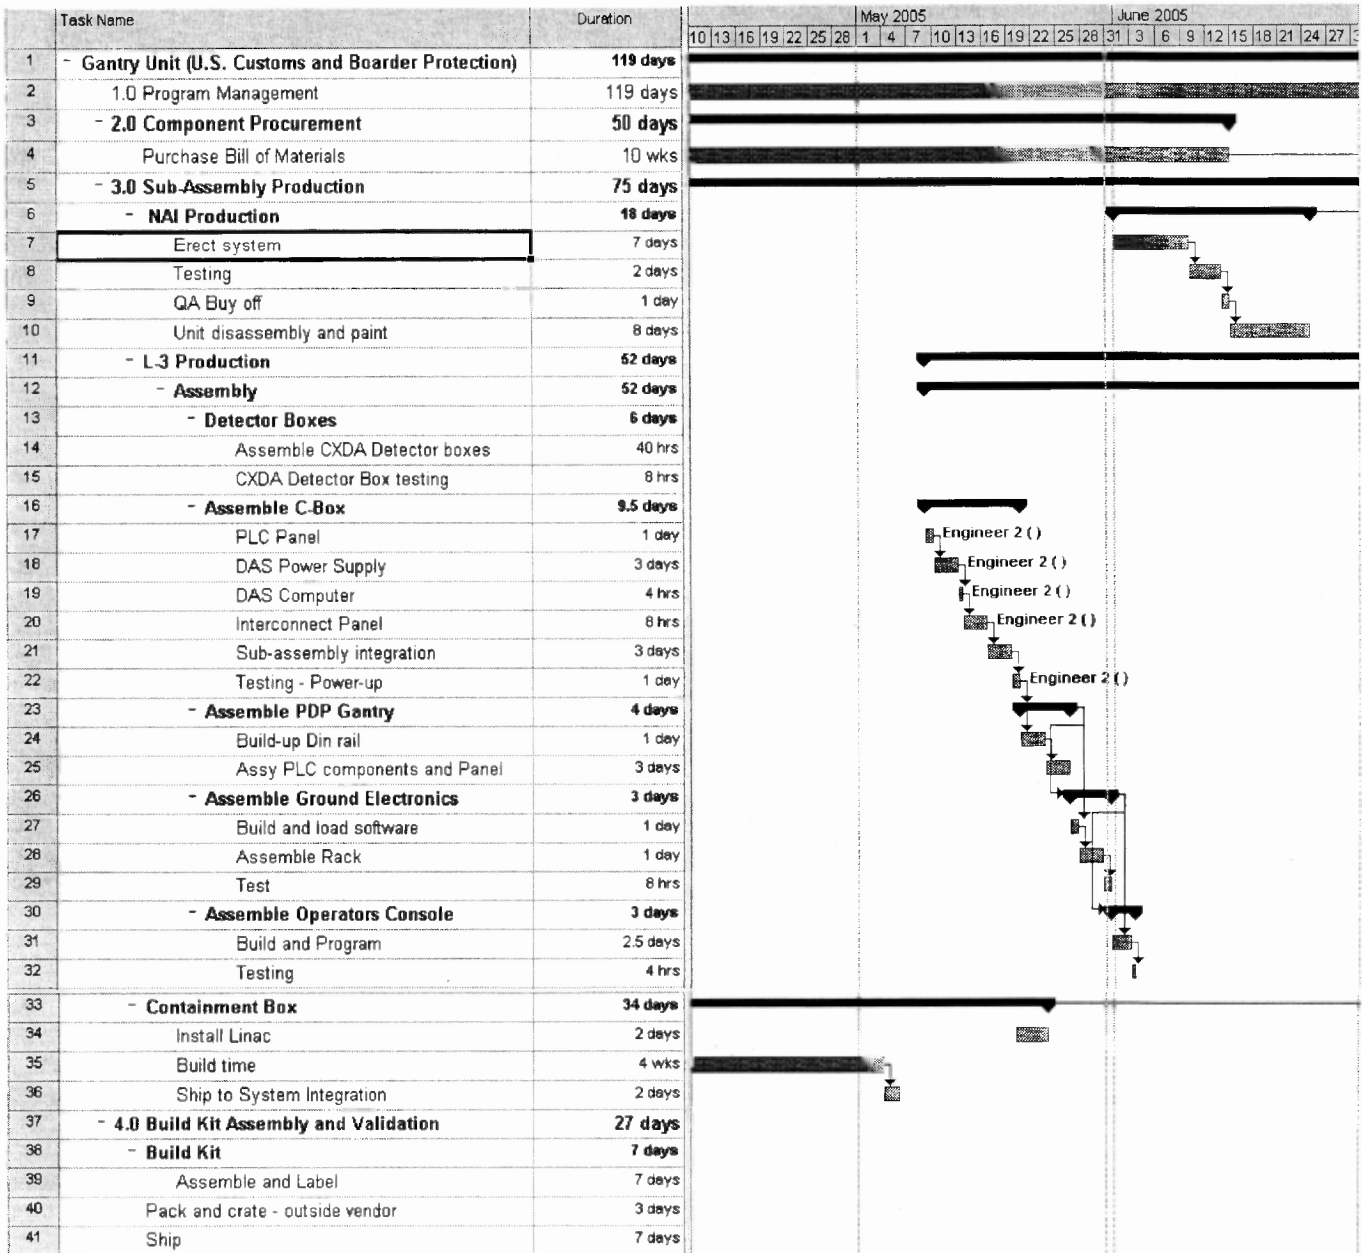 Task Name Duration May 2005 June 2005
10 13 16 19 22 25 28 1 4 7 10 13 16 19 22 25 28 31 3 6 9 12 15 18 21 24 27
1 - Gantry Unit (U.S. Customs and Boarder Protection) 119 days
2 1.0 Program Management 119 days
3 - 2.0 Component Procurement 50 days
4 Purchase Bill of Materials 10 wks
5 - 3.0 Sub-Assembly Production 75 days
6 - NAI Production 18 days
7 Erect system 7 days
8 Testing 2 days
9 QA Buy off 1 day
10 Unit disassembly and paint 8 days
11 - L-3 Production 52 days
12 - Assembly 52 days
13 - Detector Boxes 6 days
14 Assemble CXDA Detector boxes 40 hrs
15 CXDA Detector Box testing 8 hrs
16 - Assemble C-Box 9.5 days
17 PLC Panel 1 day Engineer 2 ( )
18 DAS Power Supply 3 days Engineer 2 ( )
19 DAS Computer 4 hrs Engineer 2 ( )
20 Interconnect Panel 8 hrs Engineer 2 ( )
21 Sub-assembly integration 3 days
22 Testing - Power-up 1 day Engineer 2 ( )
23 - Assemble PDP Gantry 4 days
24 Build-up Din rail 1 day
25 Assy PLC components and Panel 3 days
26 - Assemble Ground Electronics 3 days
27 Build and load software 1 day
28 Assemble Rack 1 day
29 Test 8 hrs
30 - Assemble Operators Console 3 days
31 Build and Program 2.5 days
32 Testing 4 hrs
33 - Containment Box 34 days
34 Install Linac 2 days
35 Build time 4 wks
36 Ship to System Integration 2 days
37 - 4.0 Build Kit Assembly and Validation 27 days
38 - Build Kit 7 days
39 Assemble and Label 7 days
40 Pack and crate - outside vendor 3 days
41 Ship 7 days